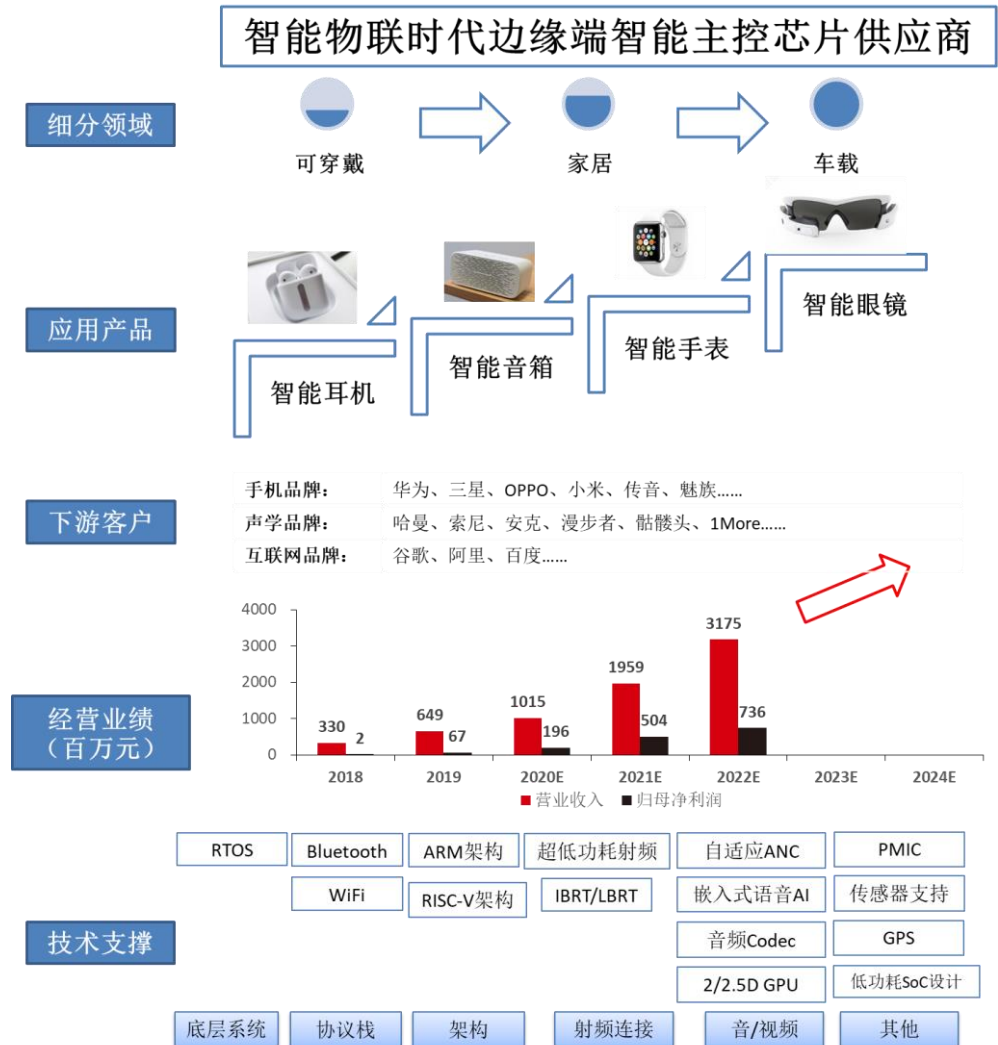 智能物联时代边缘端智能主控芯片供应商
细分领域
可穿戴
家居
车载
应用产品
智能耳机
智能音箱
智能手表
智能眼镜
下游客户
手机品牌： 华为、三星、OPPO、小米、传音、魅族……
声学品牌： 哈曼、索尼、安克、漫步者、骷髅头、1More……
互联网品牌： 谷歌、阿里、百度……
经营业绩
（百万元）
4000
3000
2000
1000
0
330 2
649 67
1015 196
1959 504
3175 736
2018 2019 2020E 2021E 2022E 2023E 2024E
营业收入 归母净利润
技术支撑
RTOS Bluetooth ARM架构 超低功耗射频 自适应ANC PMIC
WiFi RISC-V架构 IBRT/LBRT 嵌入式语音AI 传感器支持
音频Codec GPS
2/2.5D GPU 低功耗SoC设计
底层系统 协议栈 架构 射频连接 音/视频 其他